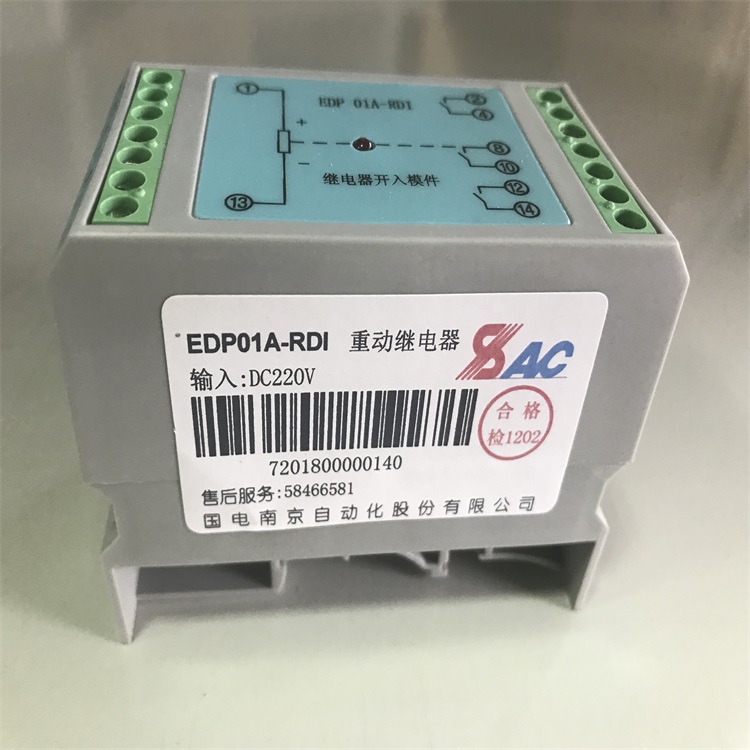 ①
EDP 01A-RDI
②
④
+
⑧
−
⑩
继电器开入模件
⑫
⑬
⑭
EDP01A-RDI 重动继电器
SAC
输入:DC220V
合格
检1202
7201800000140
售后服务:58466581
国电南京自动化股份有限公司